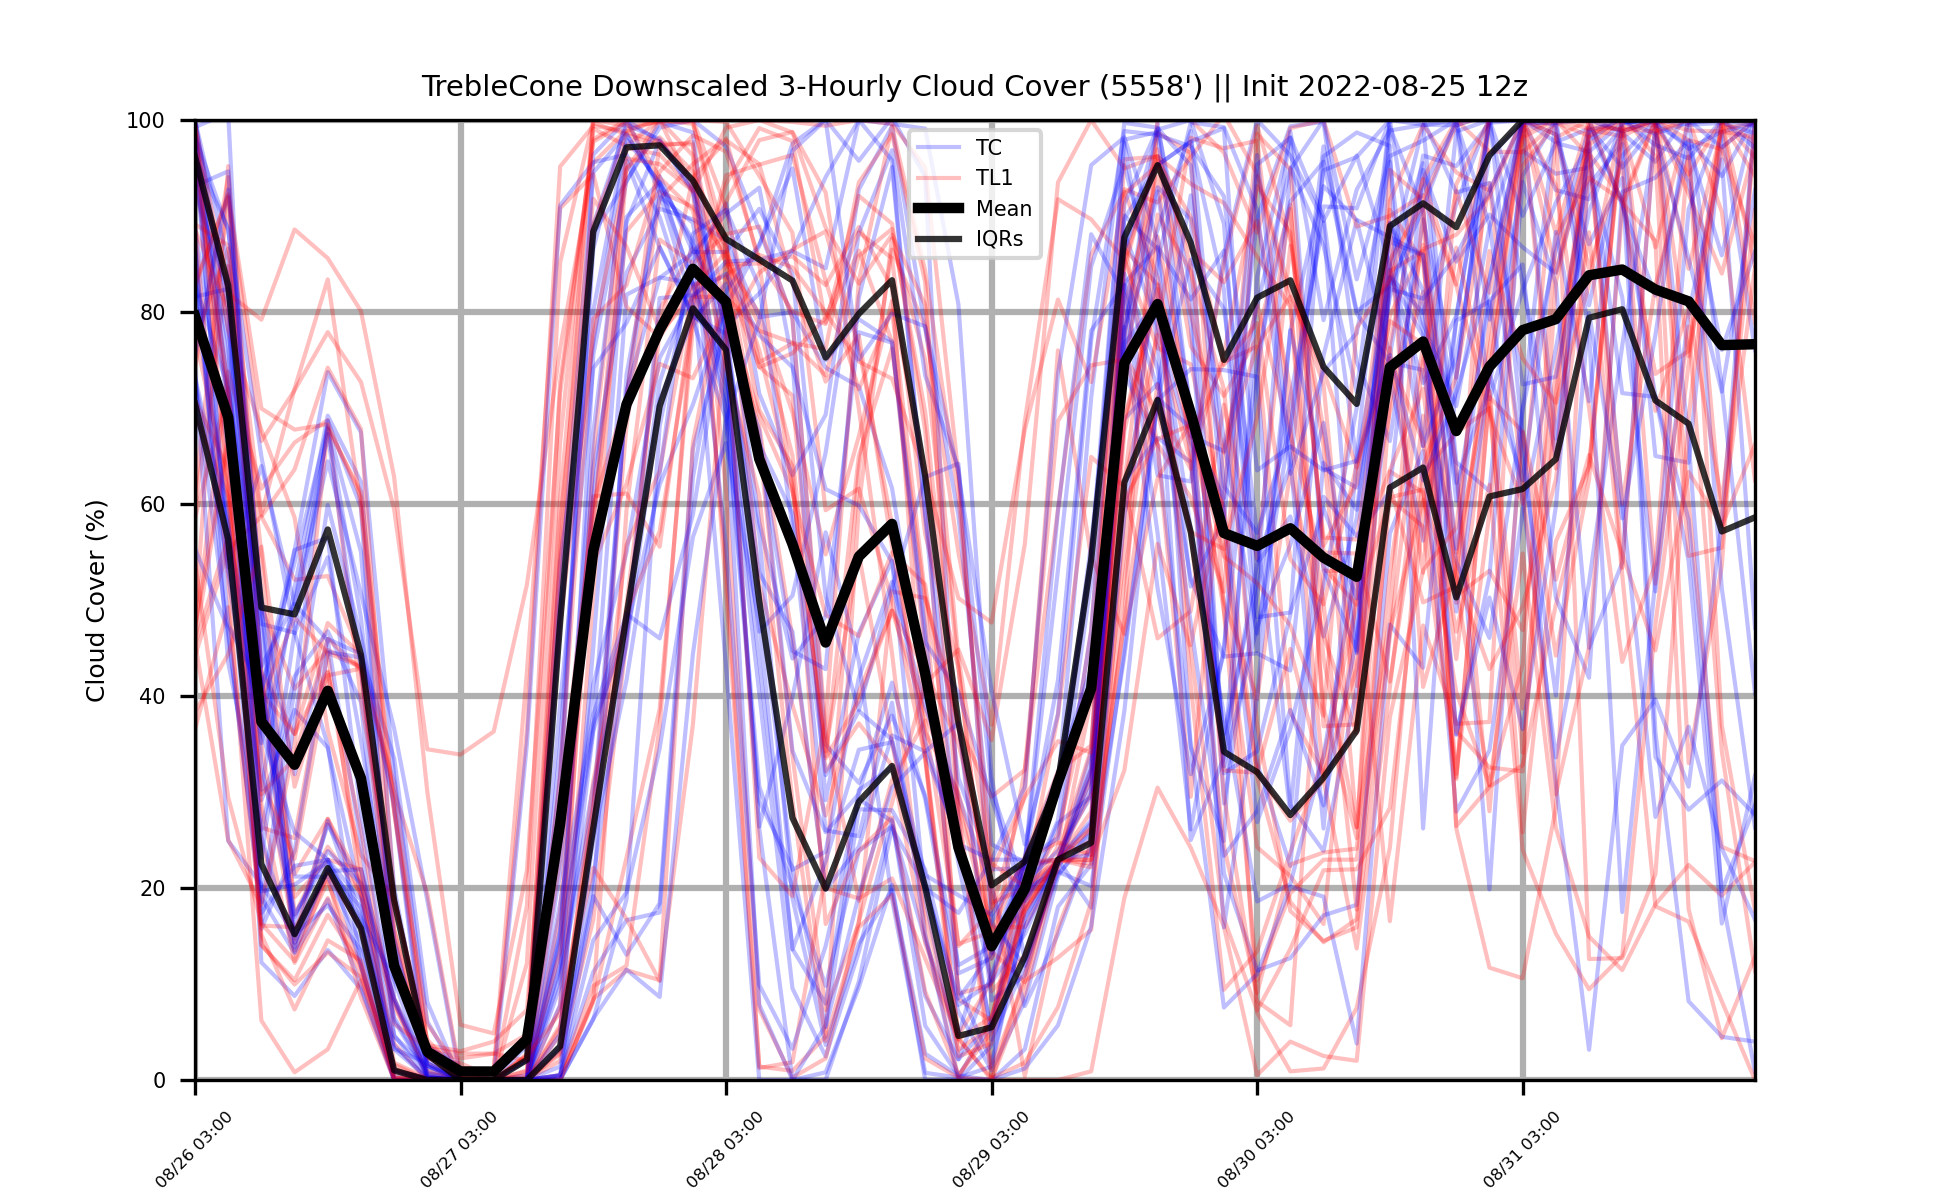 TrebleCone Downscaled 3-Hourly Cloud Cover (5558') || Init 2022-08-25 12z
100
80
60
40
20
0
Cloud Cover (%)
TC
TL1
Mean
IQRs
08/26 03:00
08/27 03:00
08/28 03:00
08/29 03:00
08/30 03:00
08/31 03:00